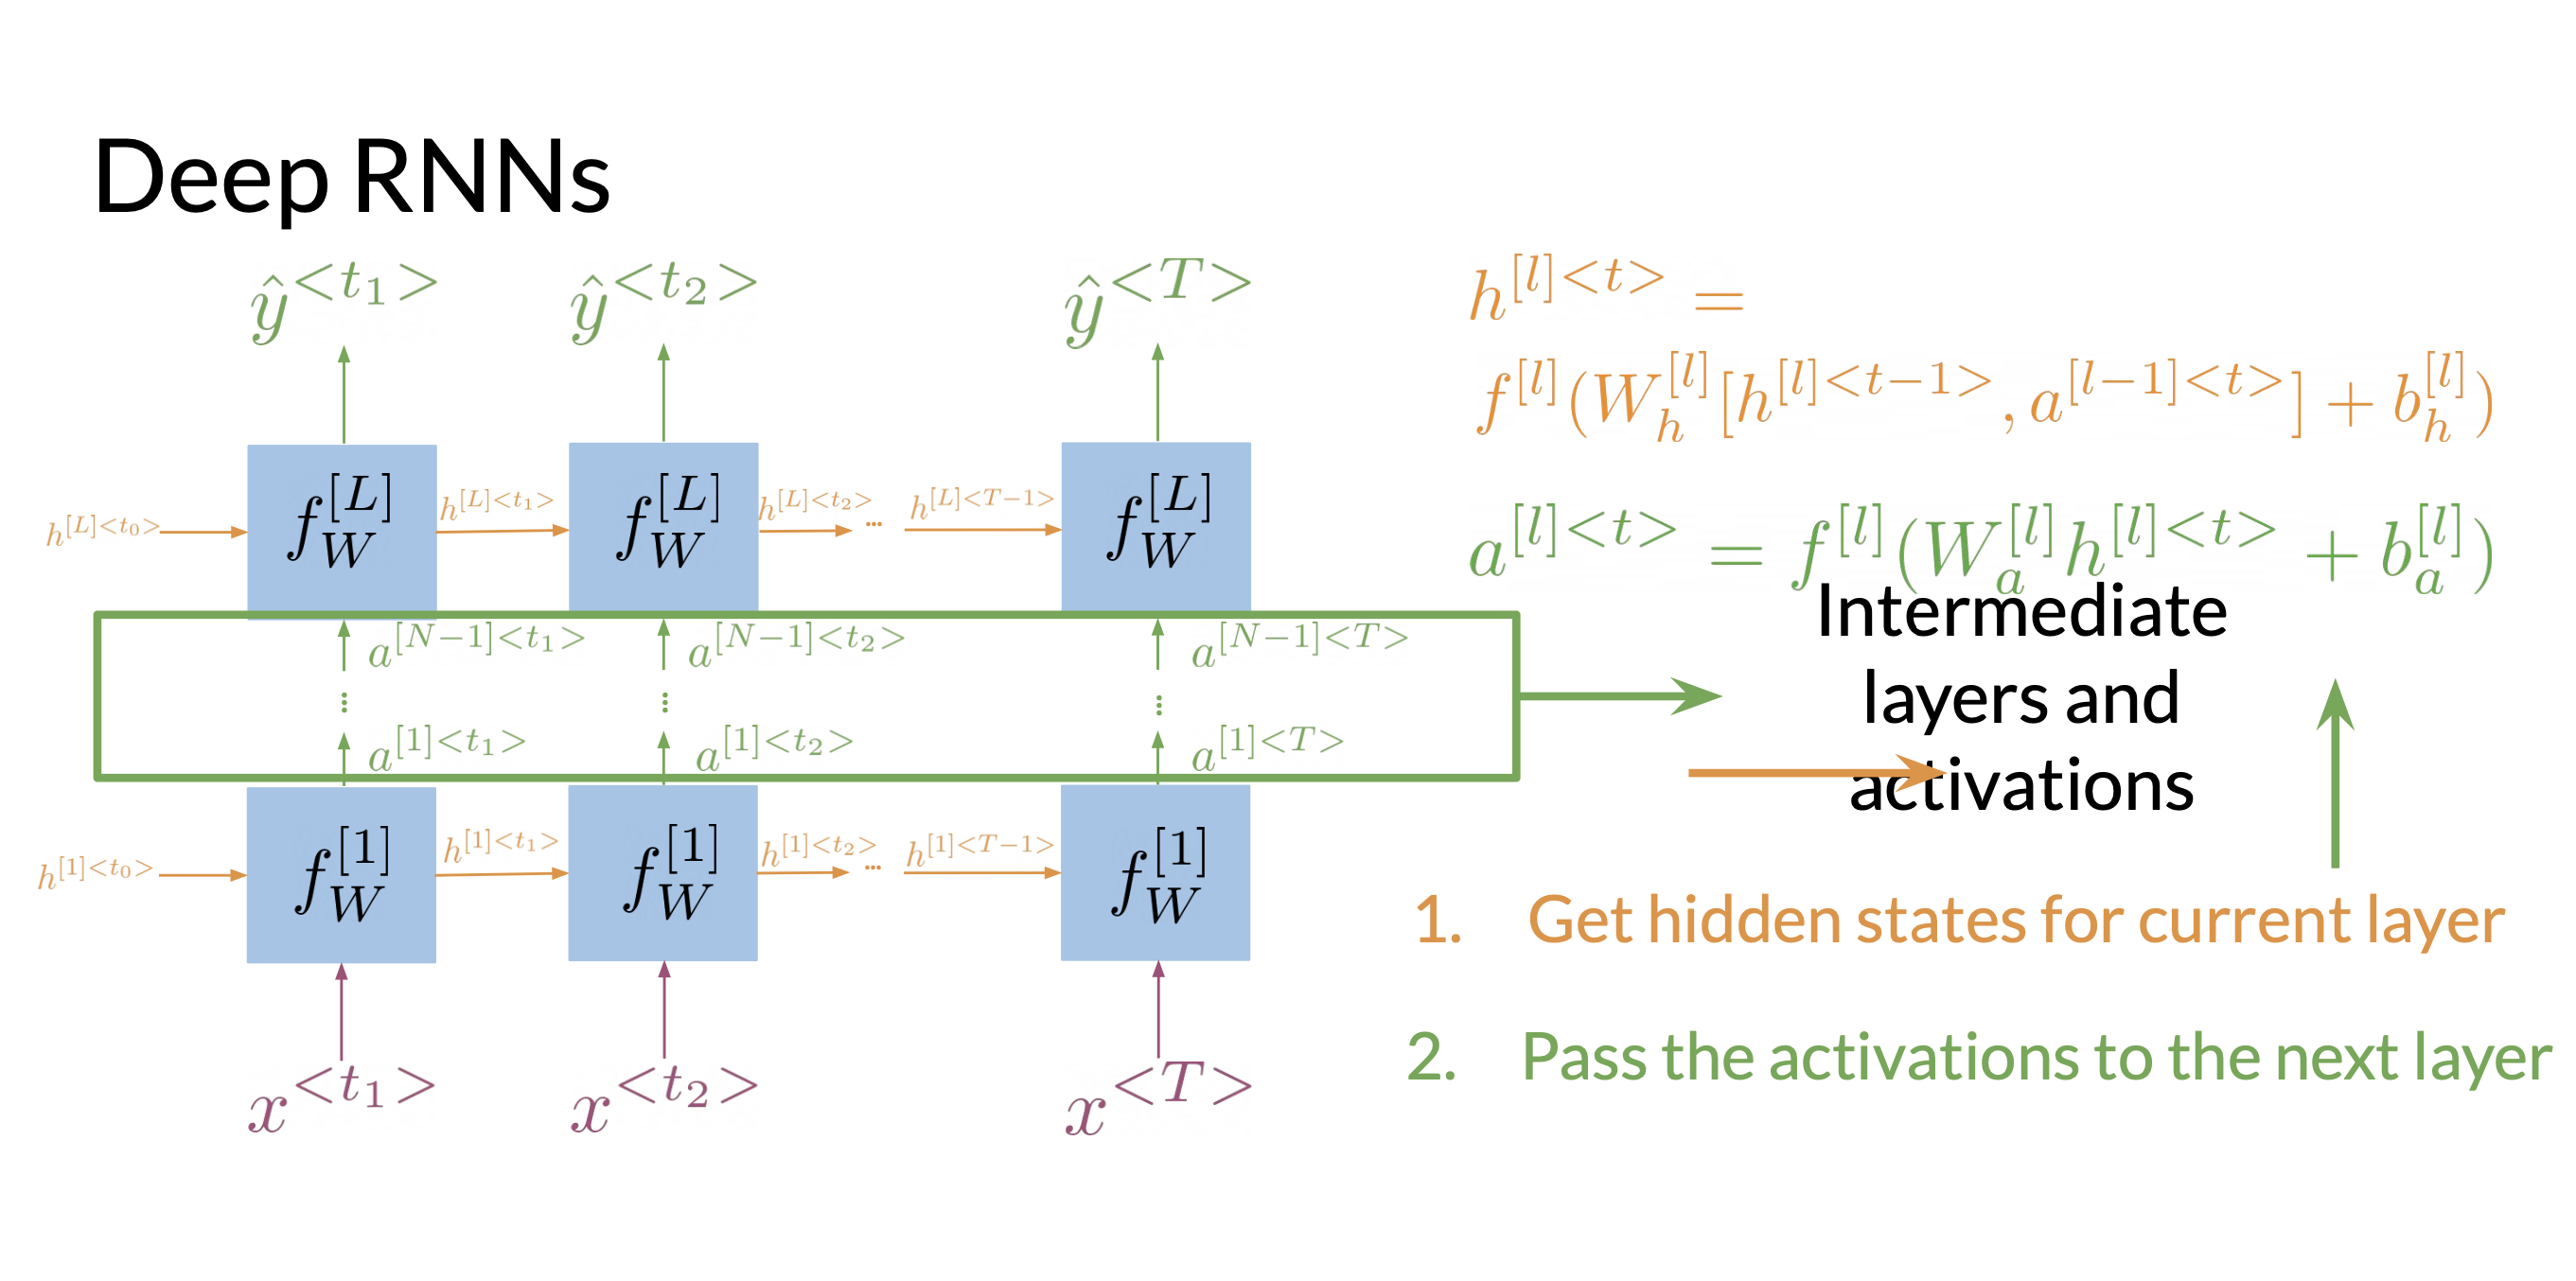 Deep RNNs
ŷ^{<t_1>} ŷ^{<t_2>} ŷ^{<T>}
f_W^{[L]} f_W^{[L]} f_W^{[L]}
h^{[L]<t_0>} h^{[L]<t_1>} h^{[L]<t_2>} ... h^{[L]<T-1>}
a^{[N-1]<t_1>} a^{[N-1]<t_2>} a^{[N-1]<T>}
a^{[1]<t_1>} a^{[1]<t_2>} a^{[1]<T>}
f_W^{[1]} f_W^{[1]} f_W^{[1]}
h^{[1]<t_0>} h^{[1]<t_1>} h^{[1]<t_2>} ... h^{[1]<T-1>}
x^{<t_1>} x^{<t_2>} x^{<T>}
h^{[l]<t>} =
f^{[l]}(W_h^{[l]}[h^{[l]<t-1>}, a^{[l-1]<t>}] + b_h^{[l]})
a^{[l]<t>} = f^{[l]}(W_a^{[l]}h^{[l]<t>} + b_a^{[l]})
Intermediate
layers and
activations
1. Get hidden states for current layer
2. Pass the activations to the next layer